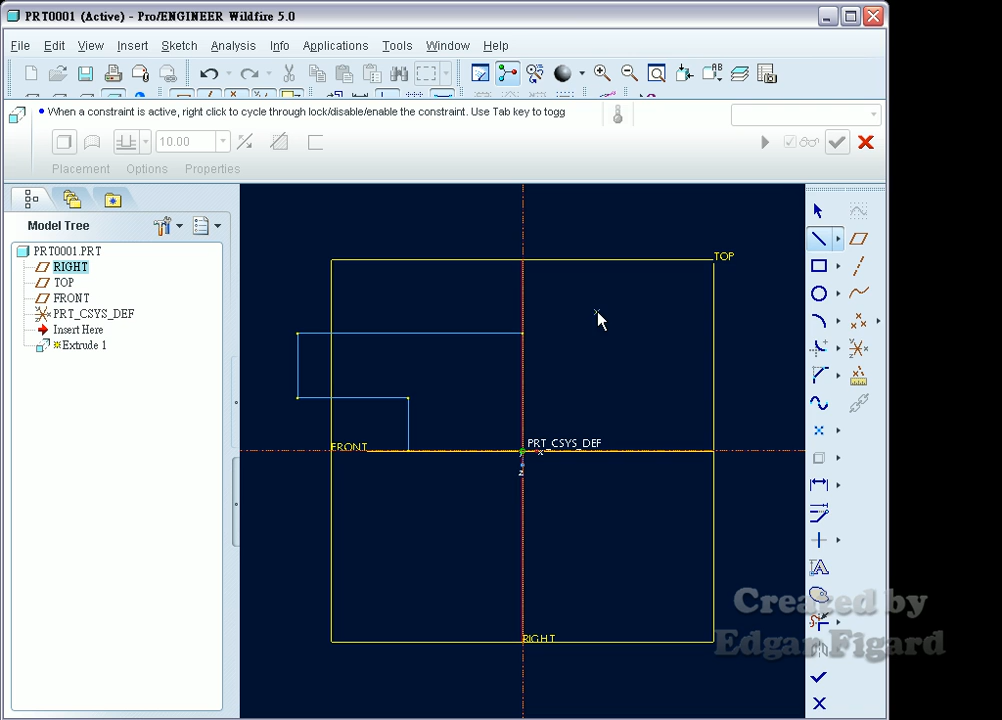 PRT0001 (Active) - Pro/ENGINEER Wildfire 5.0
File Edit View Insert Sketch Analysis Info Applications Tools Window Help
When a constraint is active, right click to cycle through lock/disable/enable the constraint. Use Tab key to togg
10.00
Placement Options Properties
Model Tree
PRT0001.PRT
RIGHT
TOP
FRONT
PRT_CSYS_DEF
Insert Here
Extrude 1
TOP
FRONT
PRT_CSYS_DEF
x
z
RIGHT
Created by
Edgar Figard